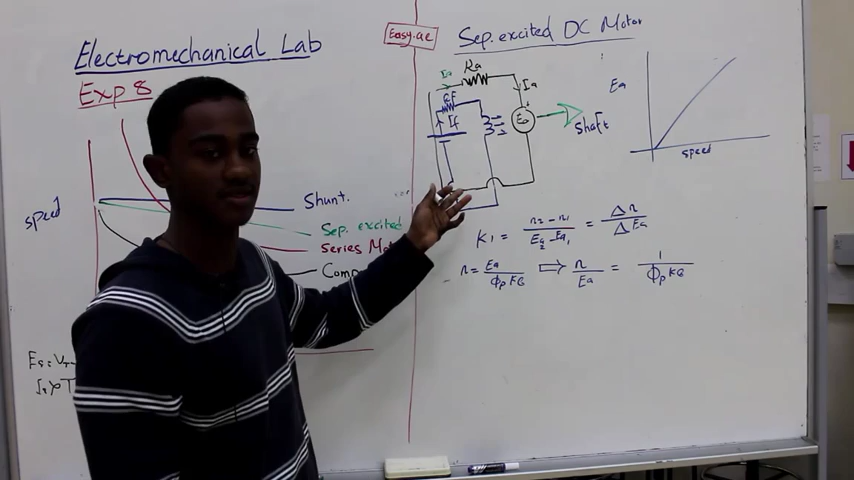 Electromechanical Lab
Exp 8
speed
Shunt.
Sep. excited
Series Mot
Comp
Easy.ae
Sep. excited DC Motor
Ia
Ra
Ia
If
Ea
shaft
Ea
speed
K1 = n2 - n1 / Ea2 - Ea1 = Δn / ΔEa
n = Ea / Φp KG ⇒ n / Ea = 1 / Φp KG